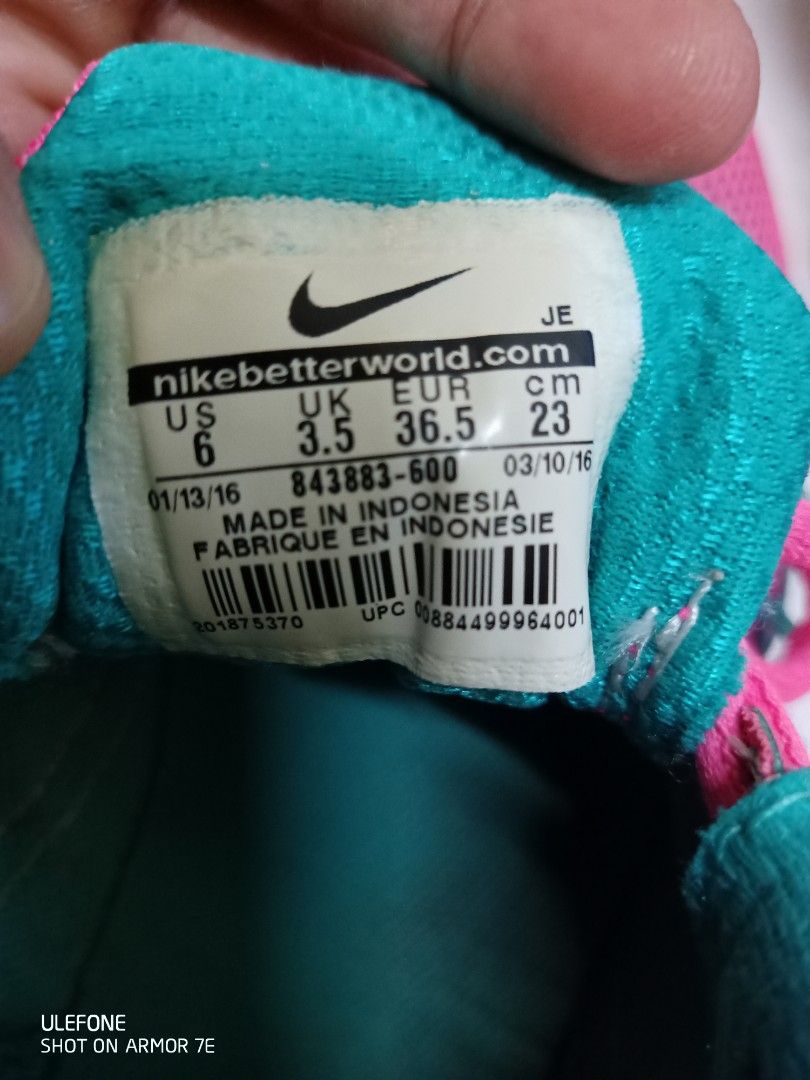 JE
nikebetterworld.com
US UK EUR cm
6 3.5 36.5 23
01/13/16 843883-600 03/10/16
MADE IN INDONESIA
FABRIQUE EN INDONESIE
201875370 UPC 00884499964001
ULEFONE
SHOT ON ARMOR 7E